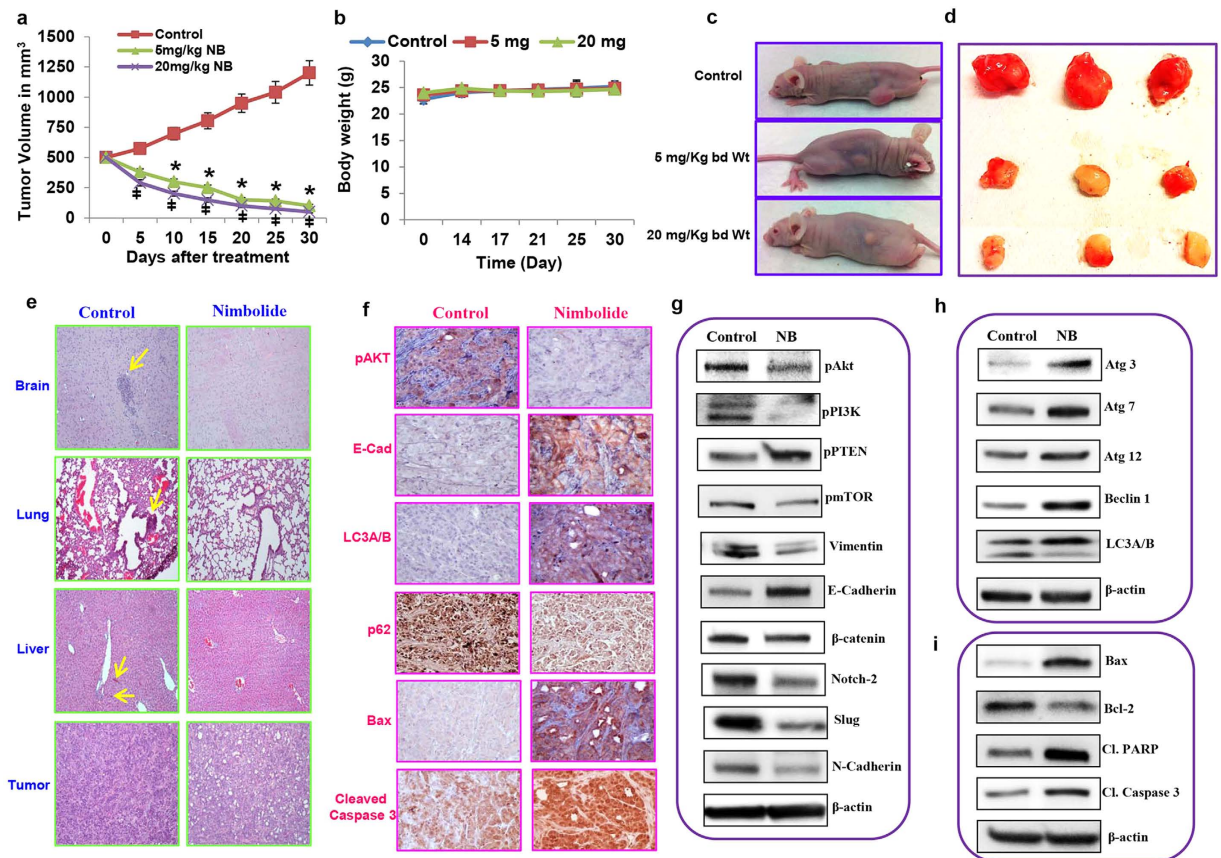 a
1500
1250
1000
750
500
250
0
Tumor Volume in mm3
Control
5mg/kg NB
20mg/kg NB
* * * * *
ǂ ǂ ǂ ǂ ǂ ǂ
0 5 10 15 20 25 30
Days after treatment
b
Control 5 mg 20 mg
30
25
20
15
10
5
0
Body weight (g)
0 14 17 21 25 30
Time (Day)
c
Control
5 mg/Kg bd Wt
20 mg/Kg bd Wt
d
e
Control Nimbolide
Brain
Lung
Liver
Tumor
f
Control Nimbolide
pAKT
E-Cad
LC3A/B
p62
Bax
Cleaved
Caspase 3
g
Control NB
pAkt
pPI3K
pPTEN
pmTOR
Vimentin
E-Cadherin
β-catenin
Notch-2
Slug
N-Cadherin
β-actin
h
Control NB
Atg 3
Atg 7
Atg 12
Beclin 1
LC3A/B
β-actin
i
Bax
Bcl-2
Cl. PARP
Cl. Caspase 3
β-actin